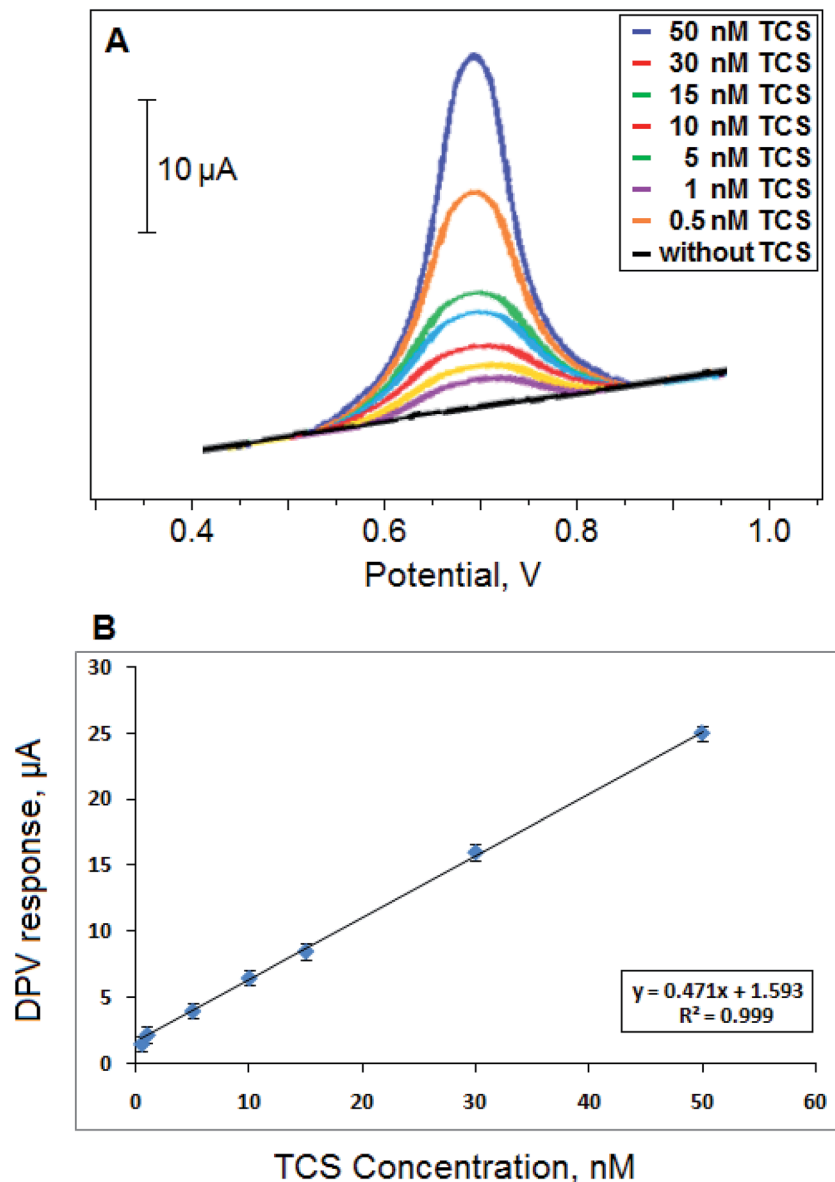 A
50 nM TCS
30 nM TCS
15 nM TCS
10 nM TCS
5 nM TCS
1 nM TCS
0.5 nM TCS
without TCS
10 µA
0.4 0.6 0.8 1.0
Potential, V
B
30
25
20
15
10
5
0
DPV response, µA
y = 0.471x + 1.593
R² = 0.999
0 10 20 30 40 50 60
TCS Concentration, nM